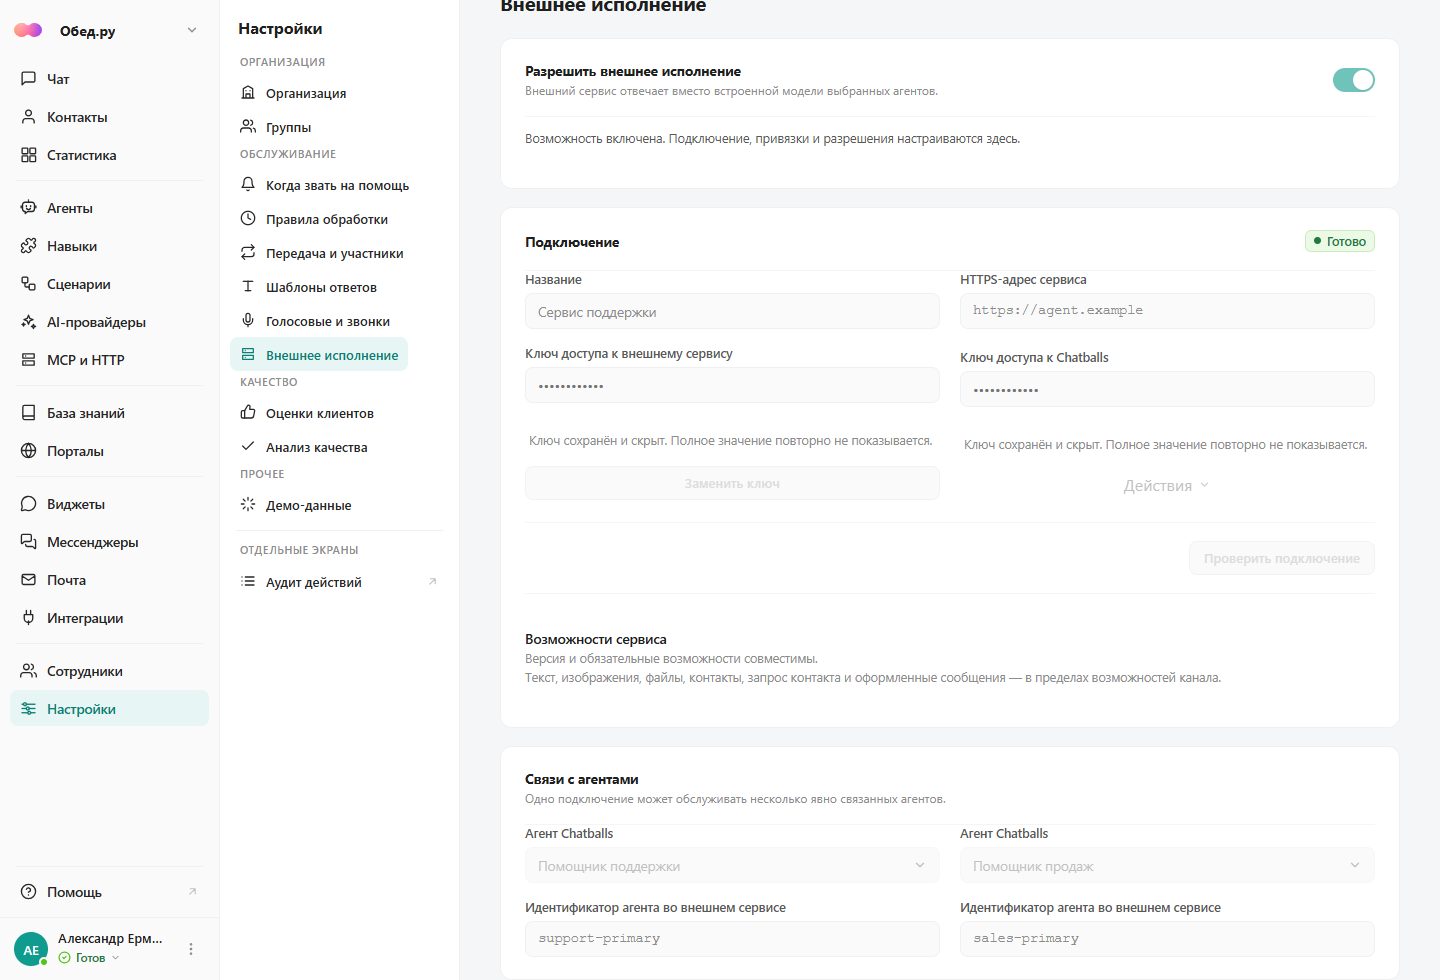 Обед.ру
Чат
Контакты
Статистика
Агенты
Навыки
Сценарии
AI-провайдеры
MCP и HTTP
База знаний
Порталы
Виджеты
Мессенджеры
Почта
Интеграции
Сотрудники
Настройки
Помощь
АЕ
Александр Ерм...
Готов
Настройки
ОРГАНИЗАЦИЯ
Организация
Группы
ОБСЛУЖИВАНИЕ
Когда звать на помощь
Правила обработки
Передача и участники
Шаблоны ответов
Голосовые и звонки
Внешнее исполнение
КАЧЕСТВО
Оценки клиентов
Анализ качества
ПРОЧЕЕ
Демо-данные
ОТДЕЛЬНЫЕ ЭКРАНЫ
Аудит действий
Внешнее исполнение
Разрешить внешнее исполнение
Внешний сервис отвечает вместо встроенной модели выбранных агентов.
Возможность включена. Подключение, привязки и разрешения настраиваются здесь.
Подключение
Готово
Название
HTTPS-адрес сервиса
Сервис поддержки
https://agent.example
Ключ доступа к внешнему сервису
Ключ доступа к Chatballs
••••••••••••
••••••••••••
Ключ сохранён и скрыт. Полное значение повторно не показывается.
Ключ сохранён и скрыт. Полное значение повторно не показывается.
Заменить ключ
Действия
Проверить подключение
Возможности сервиса
Версия и обязательные возможности совместимы.
Текст, изображения, файлы, контакты, запрос контакта и оформленные сообщения — в пределах возможностей канала.
Связи с агентами
Одно подключение может обслуживать несколько явно связанных агентов.
Агент Chatballs
Агент Chatballs
Помощник поддержки
Помощник продаж
Идентификатор агента во внешнем сервисе
Идентификатор агента во внешнем сервисе
support-primary
sales-primary